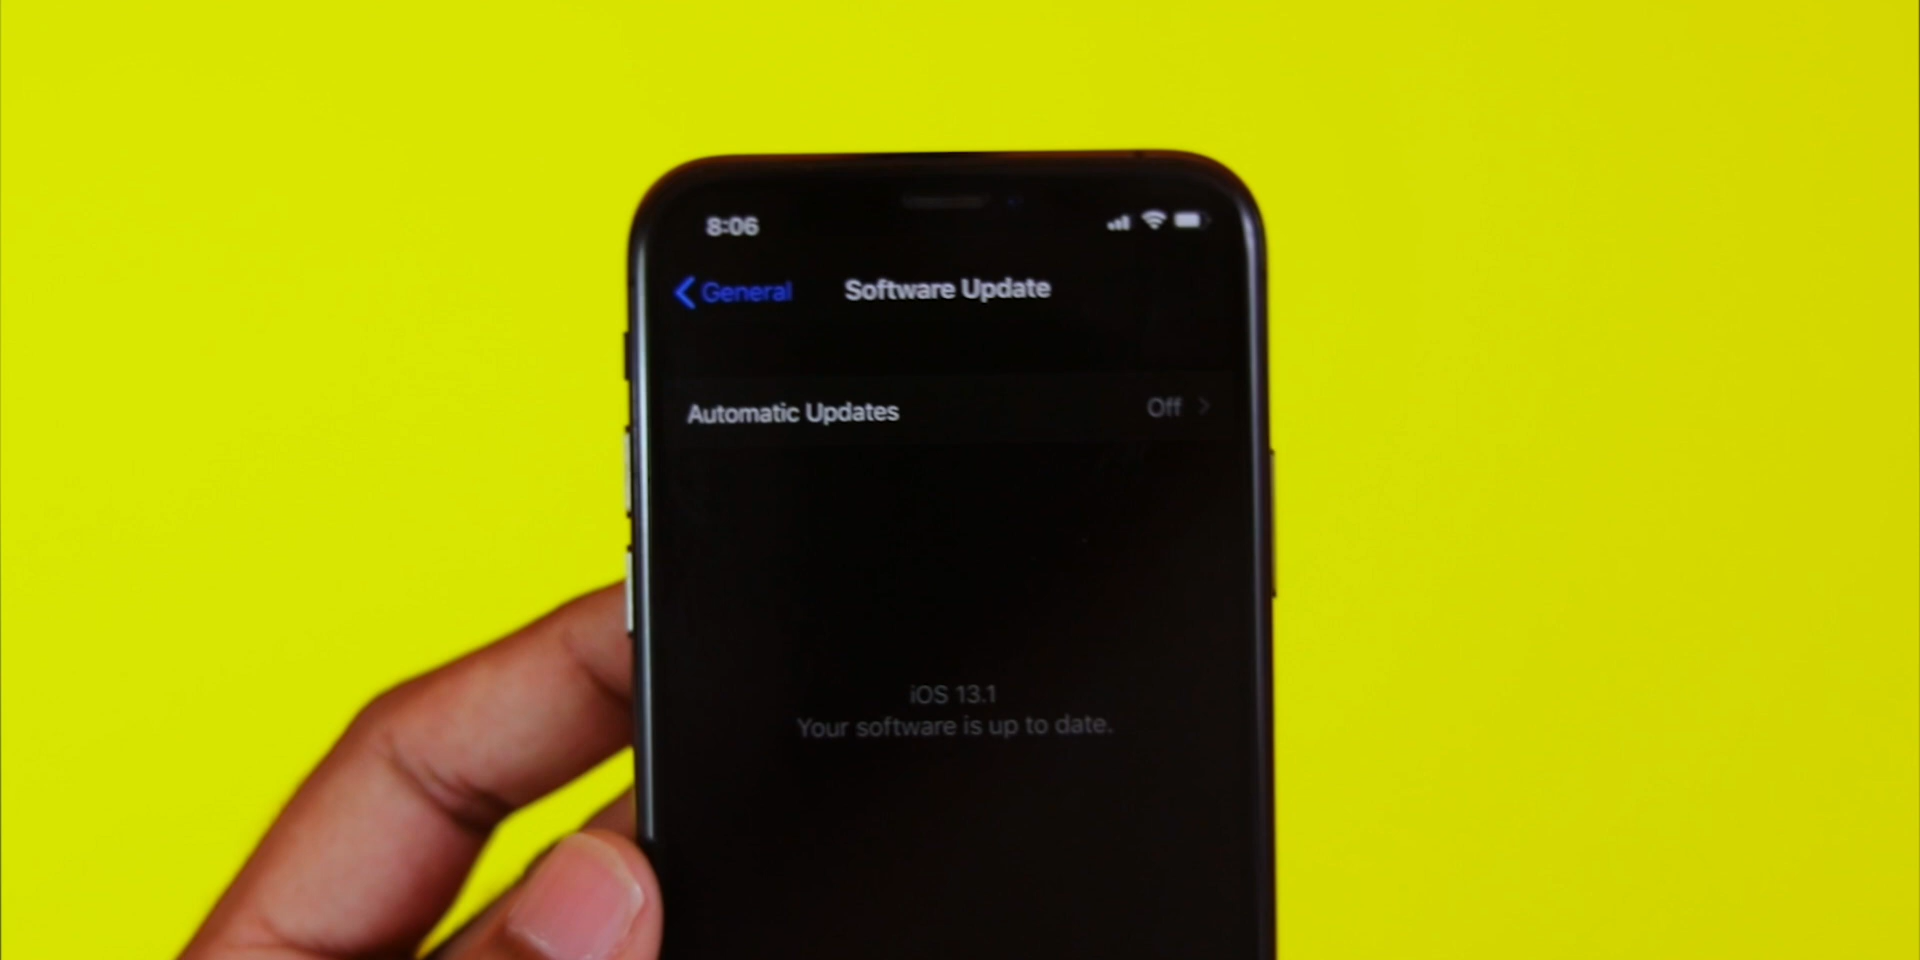 8:06
General
Software Update
Automatic Updates Off
iOS 13.1
Your software is up to date.